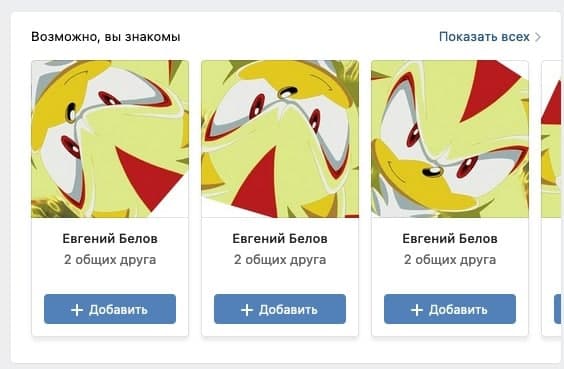 Возможно, вы знакомы
Показать всех
Евгений Белов
2 общих друга
Добавить
Евгений Белов
2 общих друга
Добавить
Евгений Белов
2 общих друга
Добавить